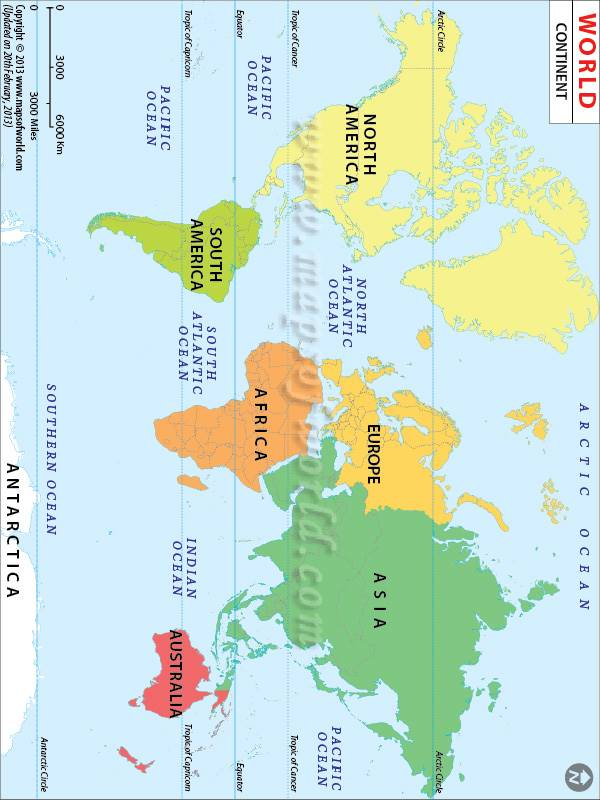 WORLD
CONTINENT
ARCTIC OCEAN
Arctic Circle
Arctic Circle
NORTH
AMERICA
EUROPE
ASIA
NORTH
ATLANTIC
OCEAN
PACIFIC
OCEAN
Tropic of Cancer
Tropic of Cancer
www.mapsofworld.com
PACIFIC
OCEAN
AFRICA
Equator
Equator
SOUTH
AMERICA
SOUTH
ATLANTIC
OCEAN
INDIAN
OCEAN
AUSTRALIA
Tropic of Capricorn
Tropic of Capricorn
PACIFIC
OCEAN
SOUTHERN OCEAN
Antarctic Circle
ANTARCTICA
0 3000 6000 Km
0 3000 Miles
Copyright © 2013 www.mapsofworld.com
(Updated on 20th February, 2013)
N